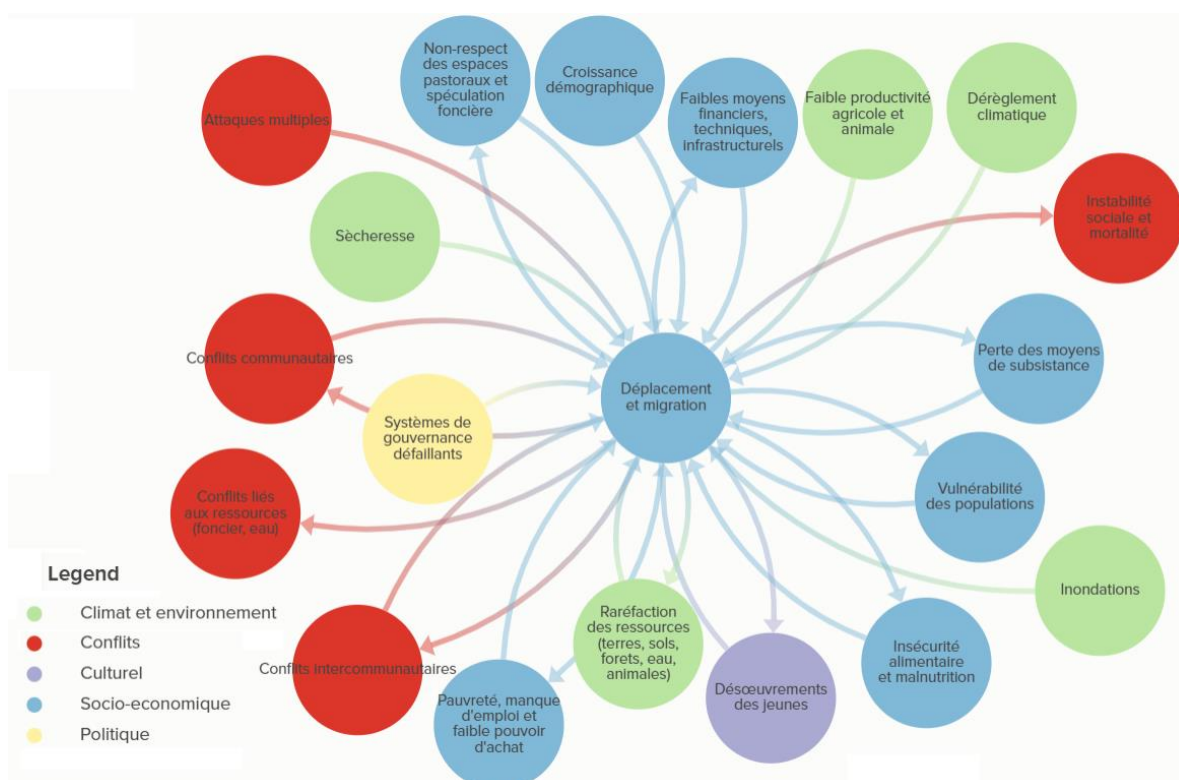 Non-respect
des espaces
pastoraux et
spéculation
foncière
Croissance
démographique
Faibles moyens
financiers,
techniques,
infrastructurels
Faible productivité
agricole et
animale
Dérèglement
climatique
Attaques multiples
Instabilité
sociale et
mortalité
Sècheresse
Conflits communautaires
Déplacement
et migration
Perte des moyens
de subsistance
Systèmes de
gouvernance
défaillants
Conflits liés
aux ressources
(foncier, eau)
Vulnérabilité
des populations
Inondations
Raréfaction
des ressources
(terres, sols,
forets, eau,
animales)
Insécurité
alimentaire
et malnutrition
Conflits intercommunautaires
Pauvreté, manque
d'emploi et
faible pouvoir
d'achat
Désœuvrements
des jeunes
Legend
Climat et environnement
Conflits
Culturel
Socio-economique
Politique